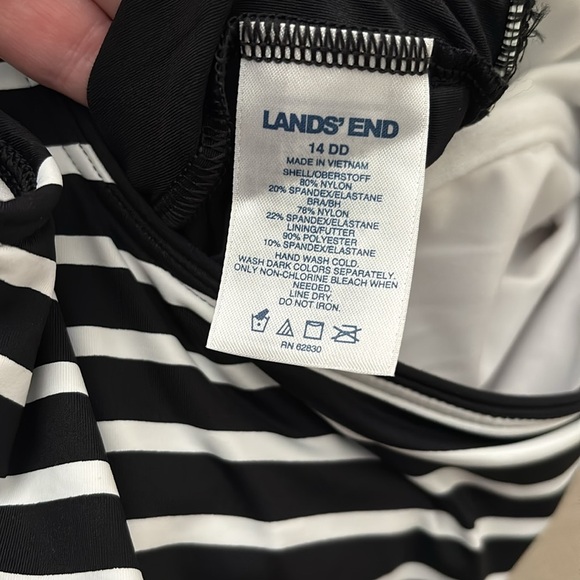 LANDS' END
14 DD
MADE IN VIETNAM
SHELL/OBERSTOFF
80% NYLON
20% SPANDEX/ELASTANE
BRA/BH
78% NYLON
22% SPANDEX/ELASTANE
LINING/FUTTER
90% POLYESTER
10% SPANDEX/ELASTANE
HAND WASH COLD.
WASH DARK COLORS SEPARATELY.
ONLY NON-CHLORINE BLEACH WHEN
NEEDED.
LINE DRY.
DO NOT IRON.
RN 62830